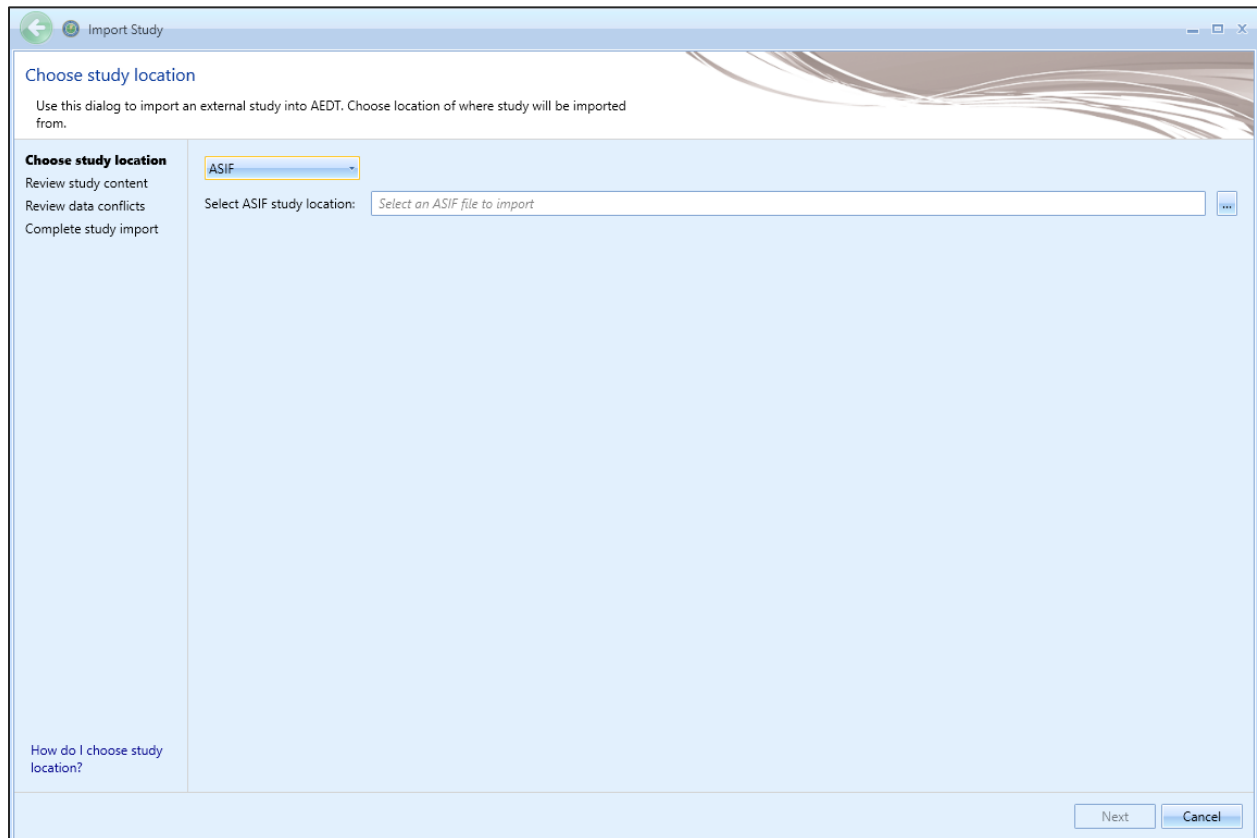 Import Study
Choose study location
Use this dialog to import an external study into AEDT. Choose location of where study will be imported
from.
Choose study location
Review study content
Review data conflicts
Complete study import
ASIF
Select ASIF study location: Select an ASIF file to import ...
How do I choose study
location?
Next Cancel